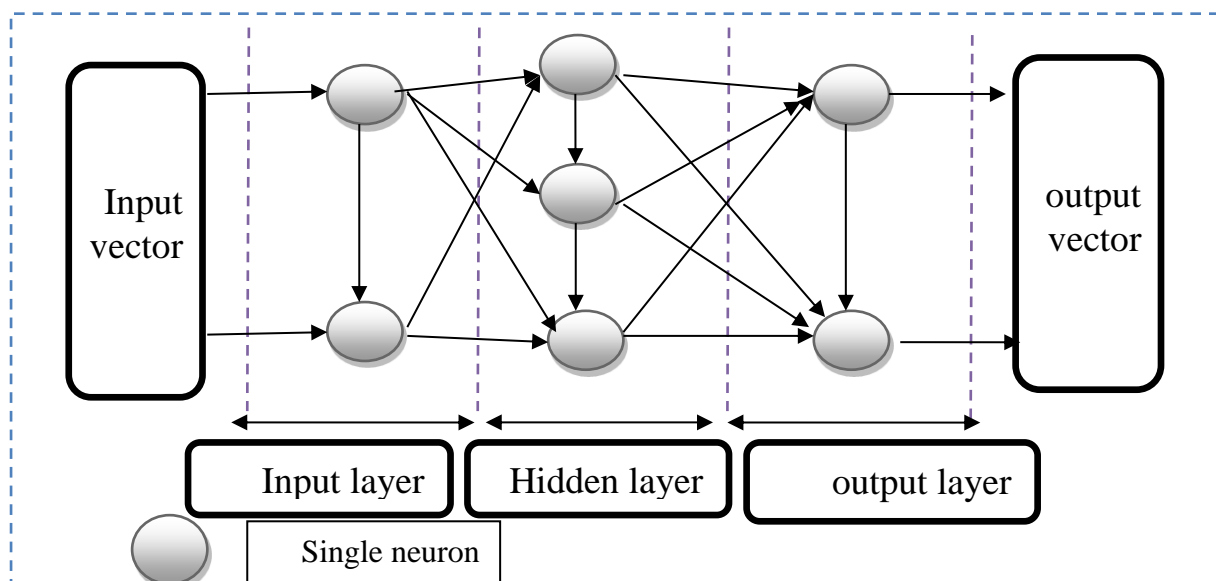 Input
vector
output
vector
Input layer
Hidden layer
output layer
Single neuron